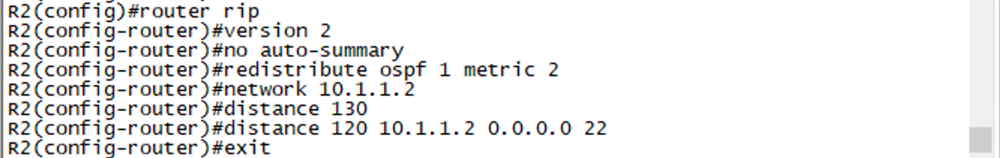 R2(config)#router rip
R2(config-router)#version 2
R2(config-router)#no auto-summary
R2(config-router)#redistribute ospf 1 metric 2
R2(config-router)#network 10.1.1.2
R2(config-router)#distance 130
R2(config-router)#distance 120 10.1.1.2 0.0.0.0 22
R2(config-router)#exit